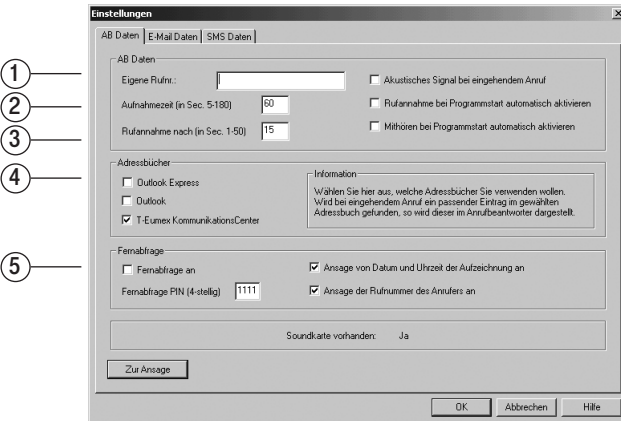 Einstellungen
AB Daten E-Mail Daten SMS Daten
AB Daten
1 Eigene Rufnr.: Akustisches Signal bei eingehendem Anruf
2 Aufnahmezeit (in Sec. 5-180) 60 Rufannahme bei Programmstart automatisch aktivieren
3 Rufannahme nach (in Sec. 1-50) 15 Mithören bei Programmstart automatisch aktivieren
4 Adressbücher
Outlook Express
Outlook
T-Eumex KommunikationsCenter
Information
Wählen Sie hier aus, welche Adressbücher Sie verwenden wollen.
Wird bei eingehendem Anruf ein passender Eintrag im gewählten
Adressbuch gefunden, so wird dieser im Anrufbeantworter dargestellt.
Fernabfrage
5 Fernabfrage an Ansage von Datum und Uhrzeit der Aufzeichnung an
Fernabfrage PIN (4-stellig) 1111 Ansage der Rufnummer des Anrufers an
Soundkarte vorhanden: Ja
Zur Ansage
OK Abbrechen Hilfe